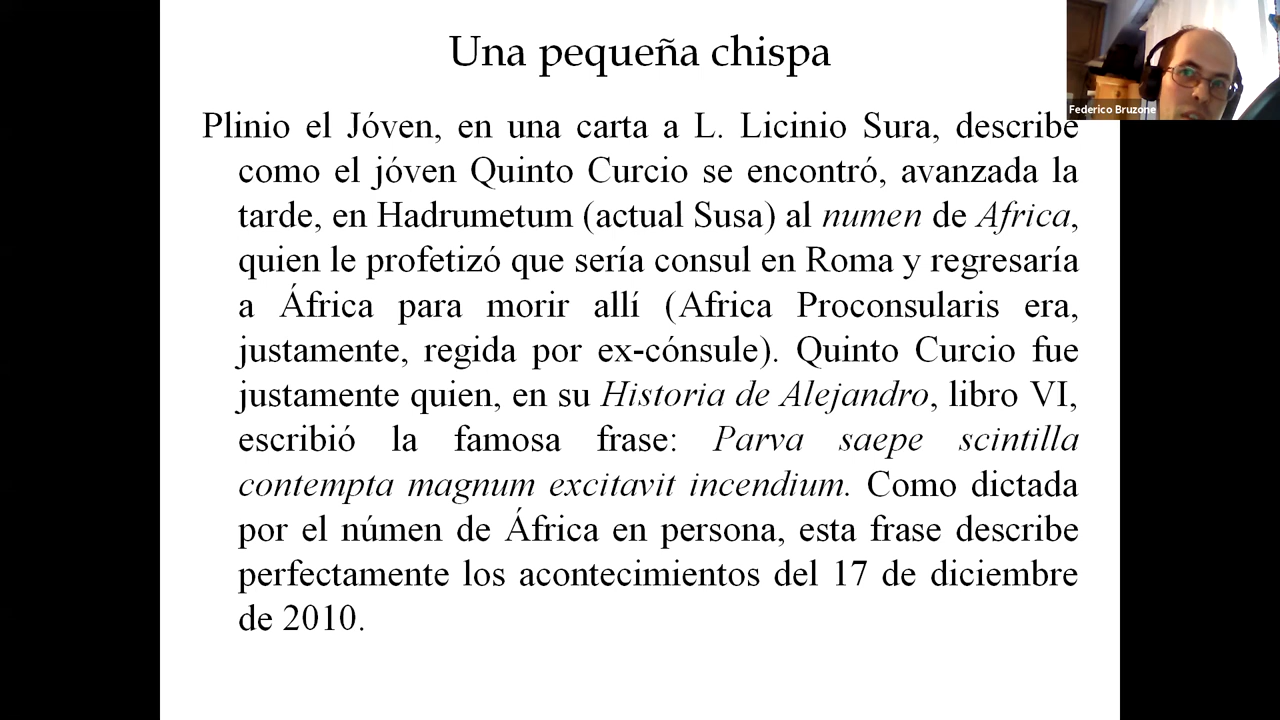 Una pequeña chispa
Federico Bruzone
Plinio el Jóven, en una carta a L. Licinio Sura, describe
como el jóven Quinto Curcio se encontró, avanzada la
tarde, en Hadrumetum (actual Susa) al numen de Africa,
quien le profetizó que sería consul en Roma y regresaría
a África para morir allí (Africa Proconsularis era,
justamente, regida por ex-cónsule). Quinto Curcio fue
justamente quien, en su Historia de Alejandro, libro VI,
escribió la famosa frase: Parva saepe scintilla
contempta magnum excitavit incendium. Como dictada
por el númen de África en persona, esta frase describe
perfectamente los acontecimientos del 17 de diciembre
de 2010.